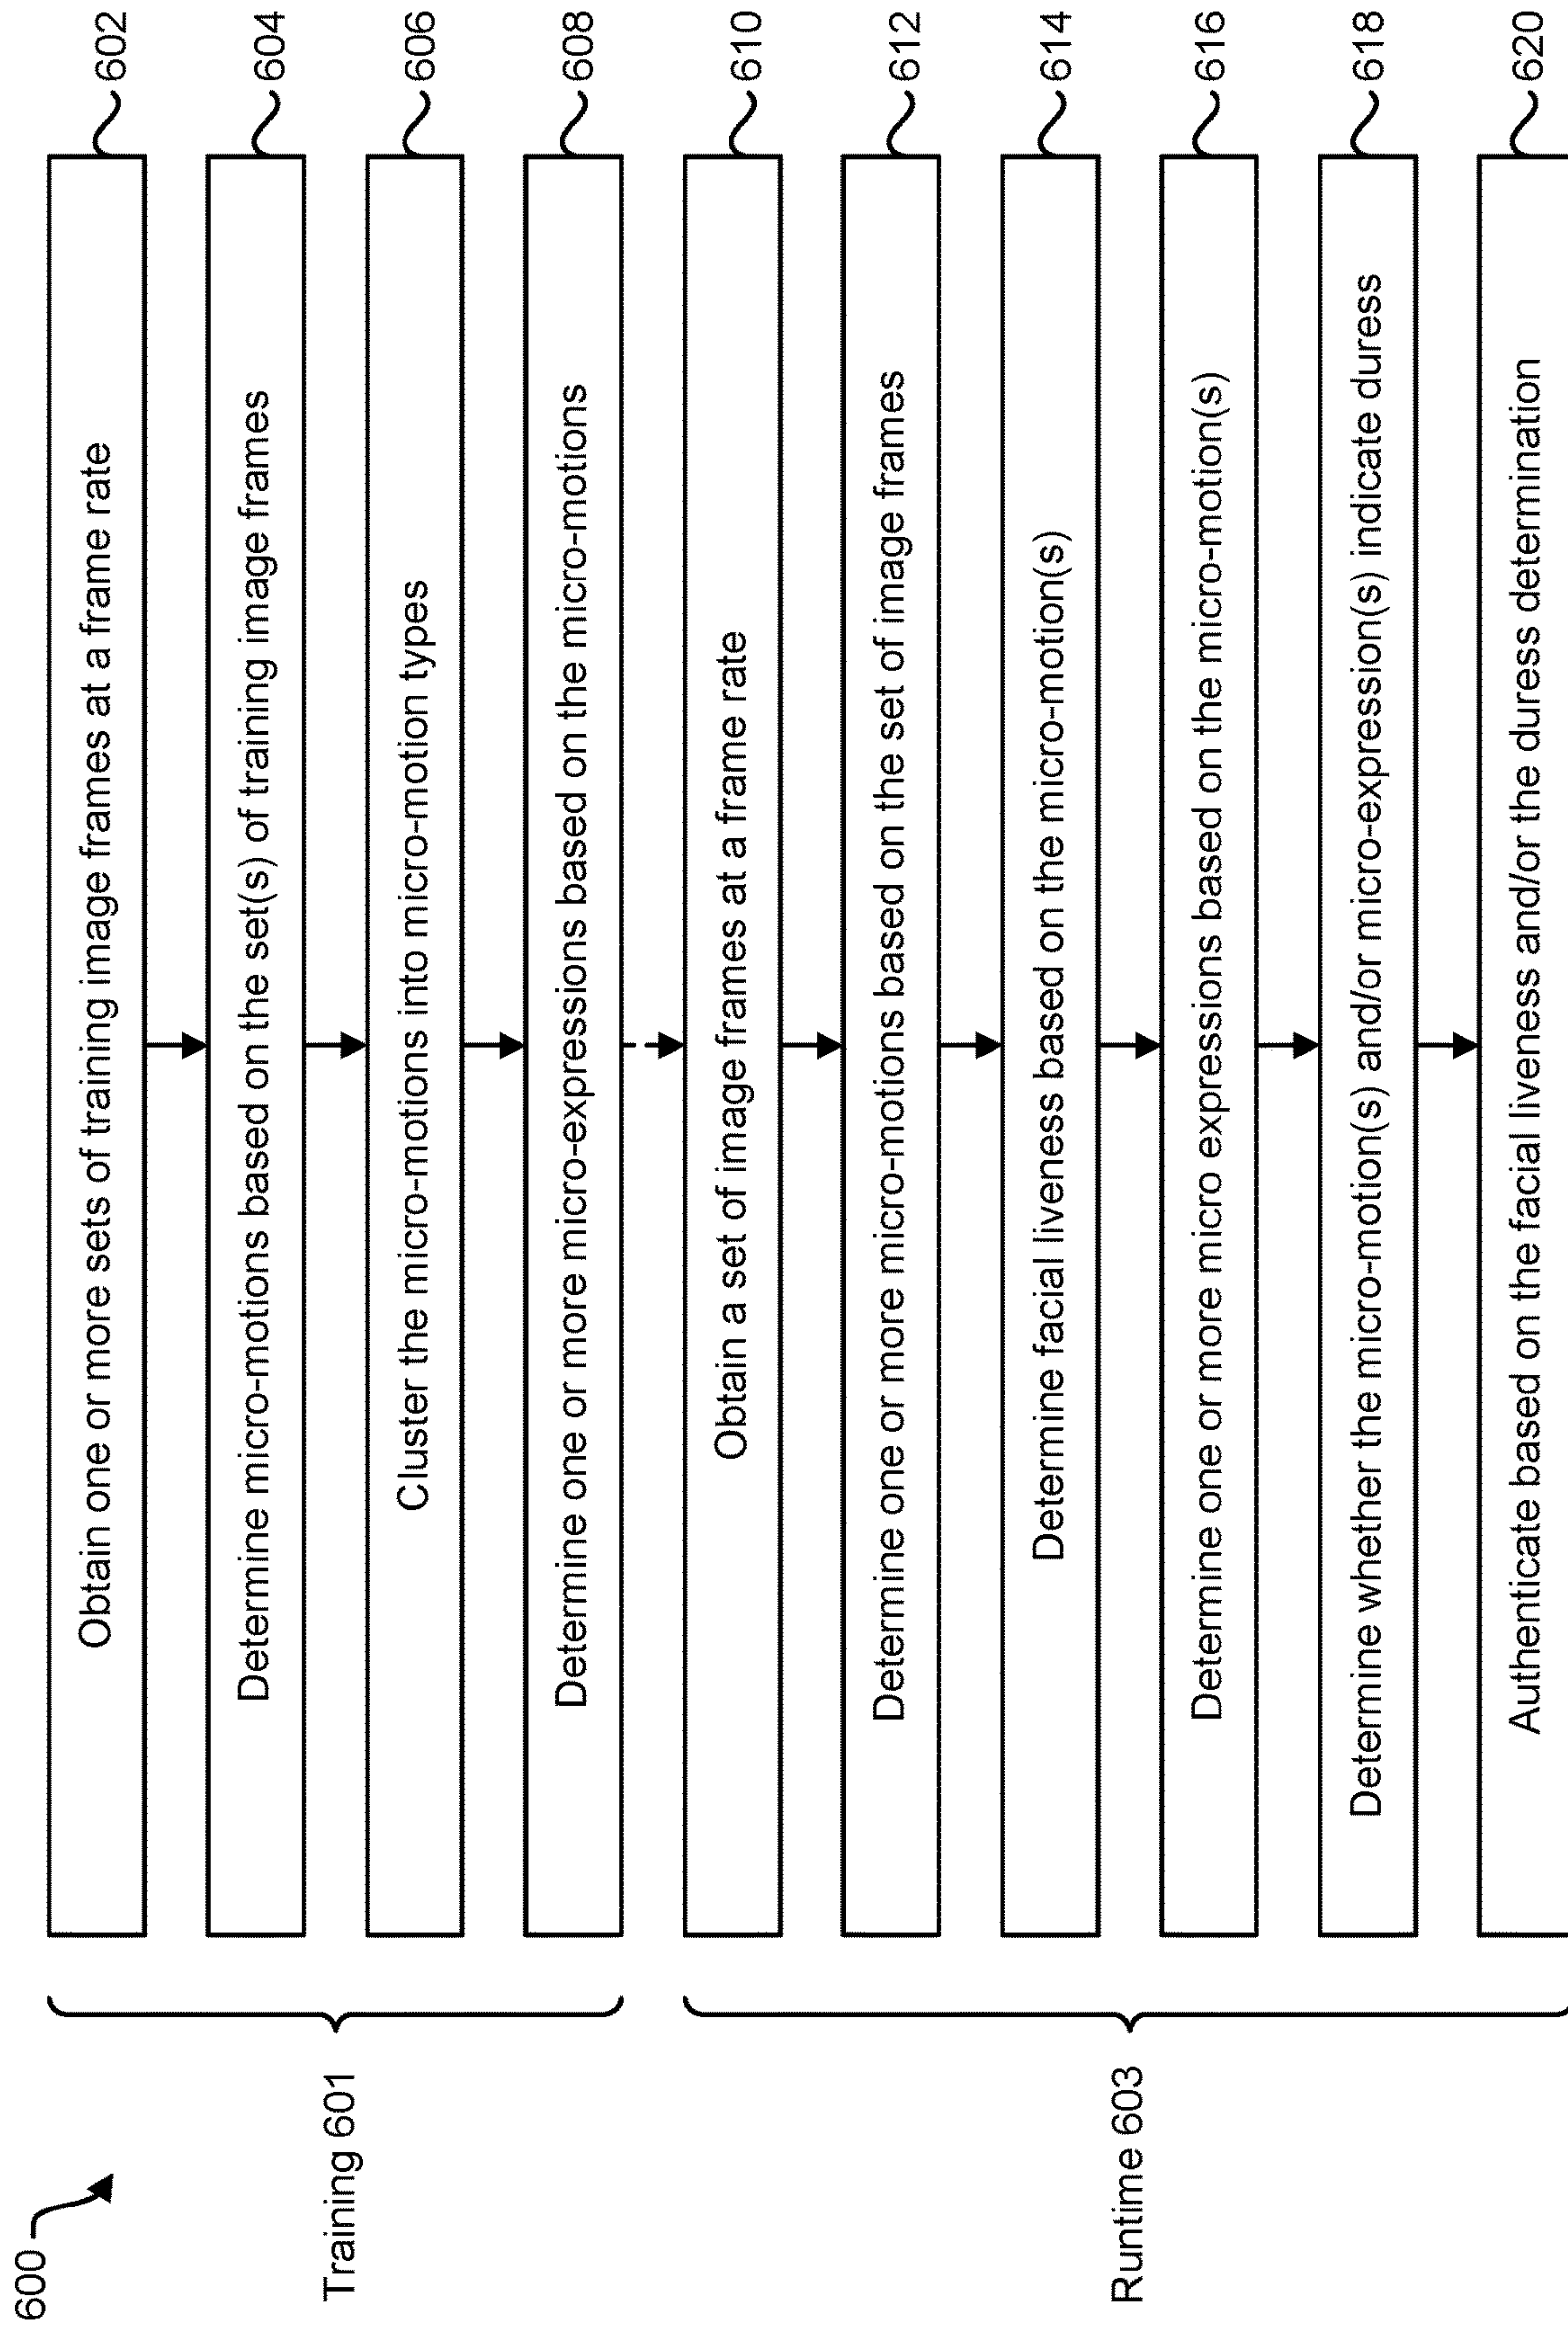 600
Training 601
Obtain one or more sets of training image frames at a frame rate
602
Determine micro-motions based on the set(s) of training image frames
604
Cluster the micro-motions into micro-motion types
606
Determine one or more micro-expressions based on the micro-motions
608
Runtime 603
Obtain a set of image frames at a frame rate
610
Determine one or more micro-motions based on the set of image frames
612
Determine facial liveness based on the micro-motion(s)
614
Determine one or more micro expressions based on the micro-motion(s)
616
Determine whether the micro-motion(s) and/or micro-expression(s) indicate duress
618
Authenticate based on the facial liveness and/or the duress determination
620